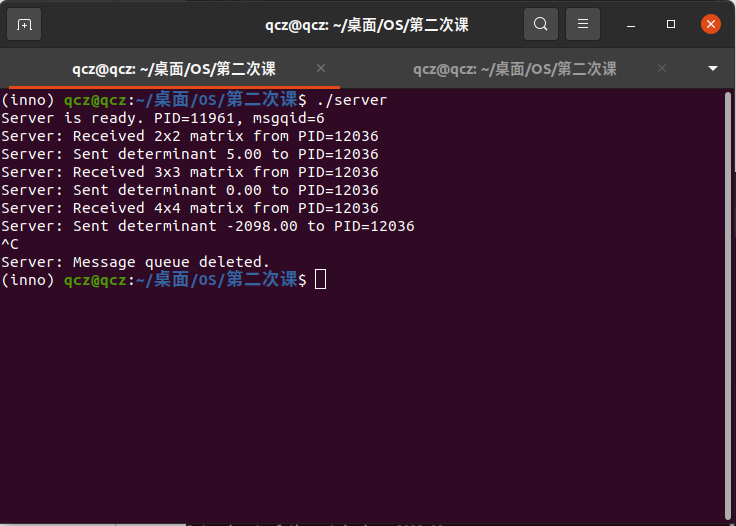 qcz@qcz: ~/桌面/OS/第二次课
qcz@qcz: ~/桌面/OS/第二次课
qcz@qcz: ~/桌面/OS/第二次课
(inno) qcz@qcz:~/桌面/OS/第二次课$ ./server
Server is ready. PID=11961, msgqid=6
Server: Received 2x2 matrix from PID=12036
Server: Sent determinant 5.00 to PID=12036
Server: Received 3x3 matrix from PID=12036
Server: Sent determinant 0.00 to PID=12036
Server: Received 4x4 matrix from PID=12036
Server: Sent determinant -2098.00 to PID=12036
^C
Server: Message queue deleted.
(inno) qcz@qcz:~/桌面/OS/第二次课$